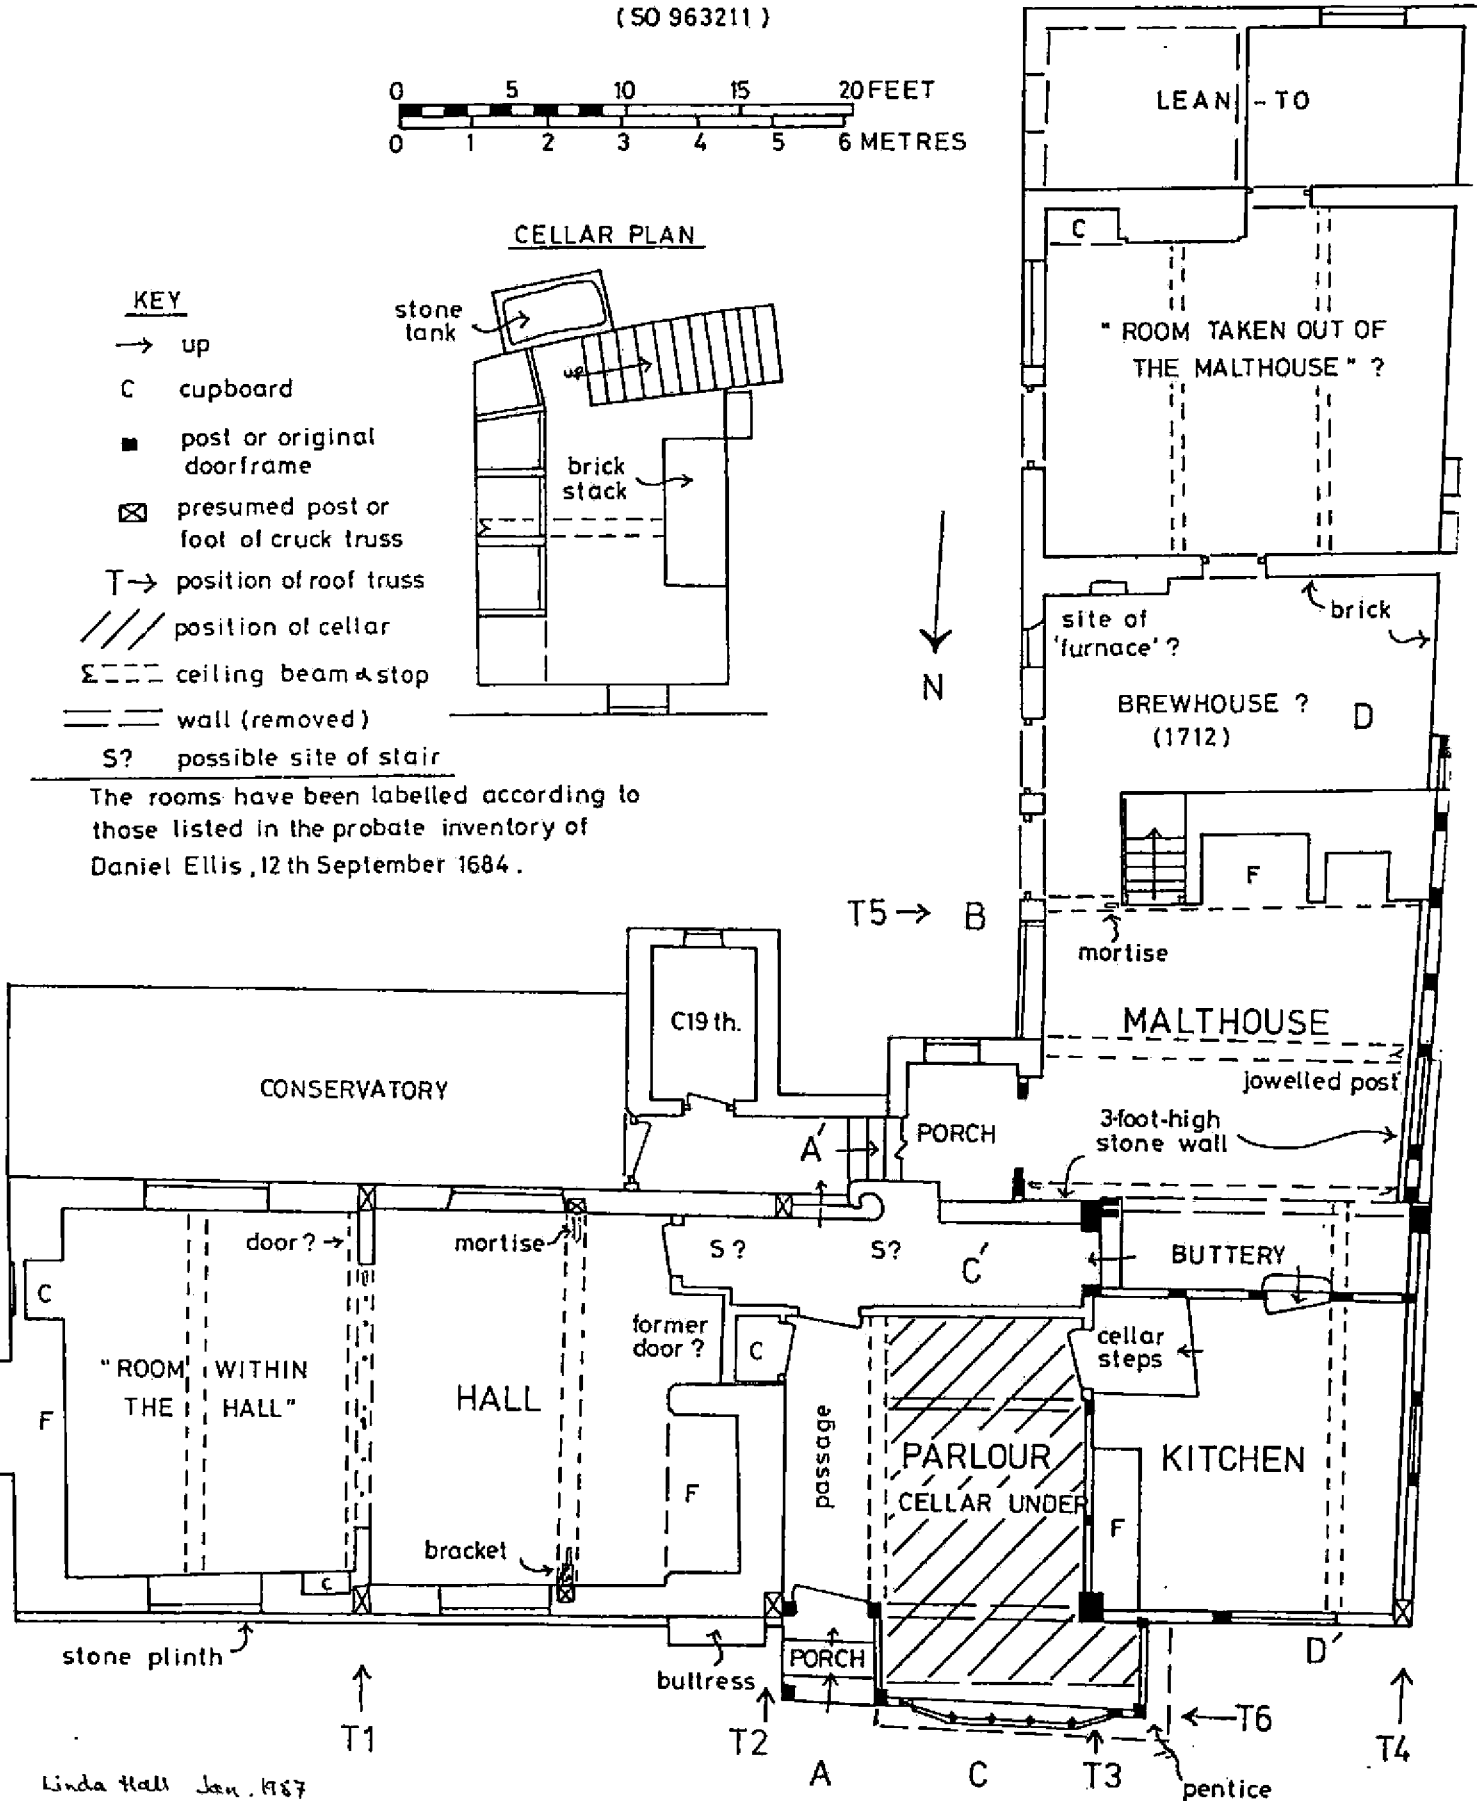 (SO 963211)
0 5 10 15 20 FEET
0 1 2 3 4 5 6 METRES
CELLAR PLAN
stone
tank
up
brick
stack
KEY
→ up
C cupboard
post or original
doorframe
presumed post or
foot of cruck truss
T→ position of roof truss
position of cellar
ceiling beam & stop
wall (removed)
S? possible site of stair
The rooms have been labelled according to
those listed in the probate inventory of
Daniel Ellis, 12th September 1684.
N
LEAN-TO
C
"ROOM TAKEN OUT OF
THE MALTHOUSE" ?
brick
site of
'furnace' ?
BREWHOUSE ?
(1712)
D
F
T5 → B
mortise
MALTHOUSE
jowelled post
3-foot-high
stone wall
C19th.
CONSERVATORY
A'
PORCH
door? →
mortise
S?
S?
C'
BUTTERY
C
former
door ?
C
cellar
steps
"ROOM WITHIN
THE HALL"
HALL
passage
PARLOUR
CELLAR UNDER
KITCHEN
F
F
F
bracket
C
stone plinth
buttress
PORCH
D'
T1
T2
T3
T6
T4
A
C
pentice
Linda Hall Jan. 1987